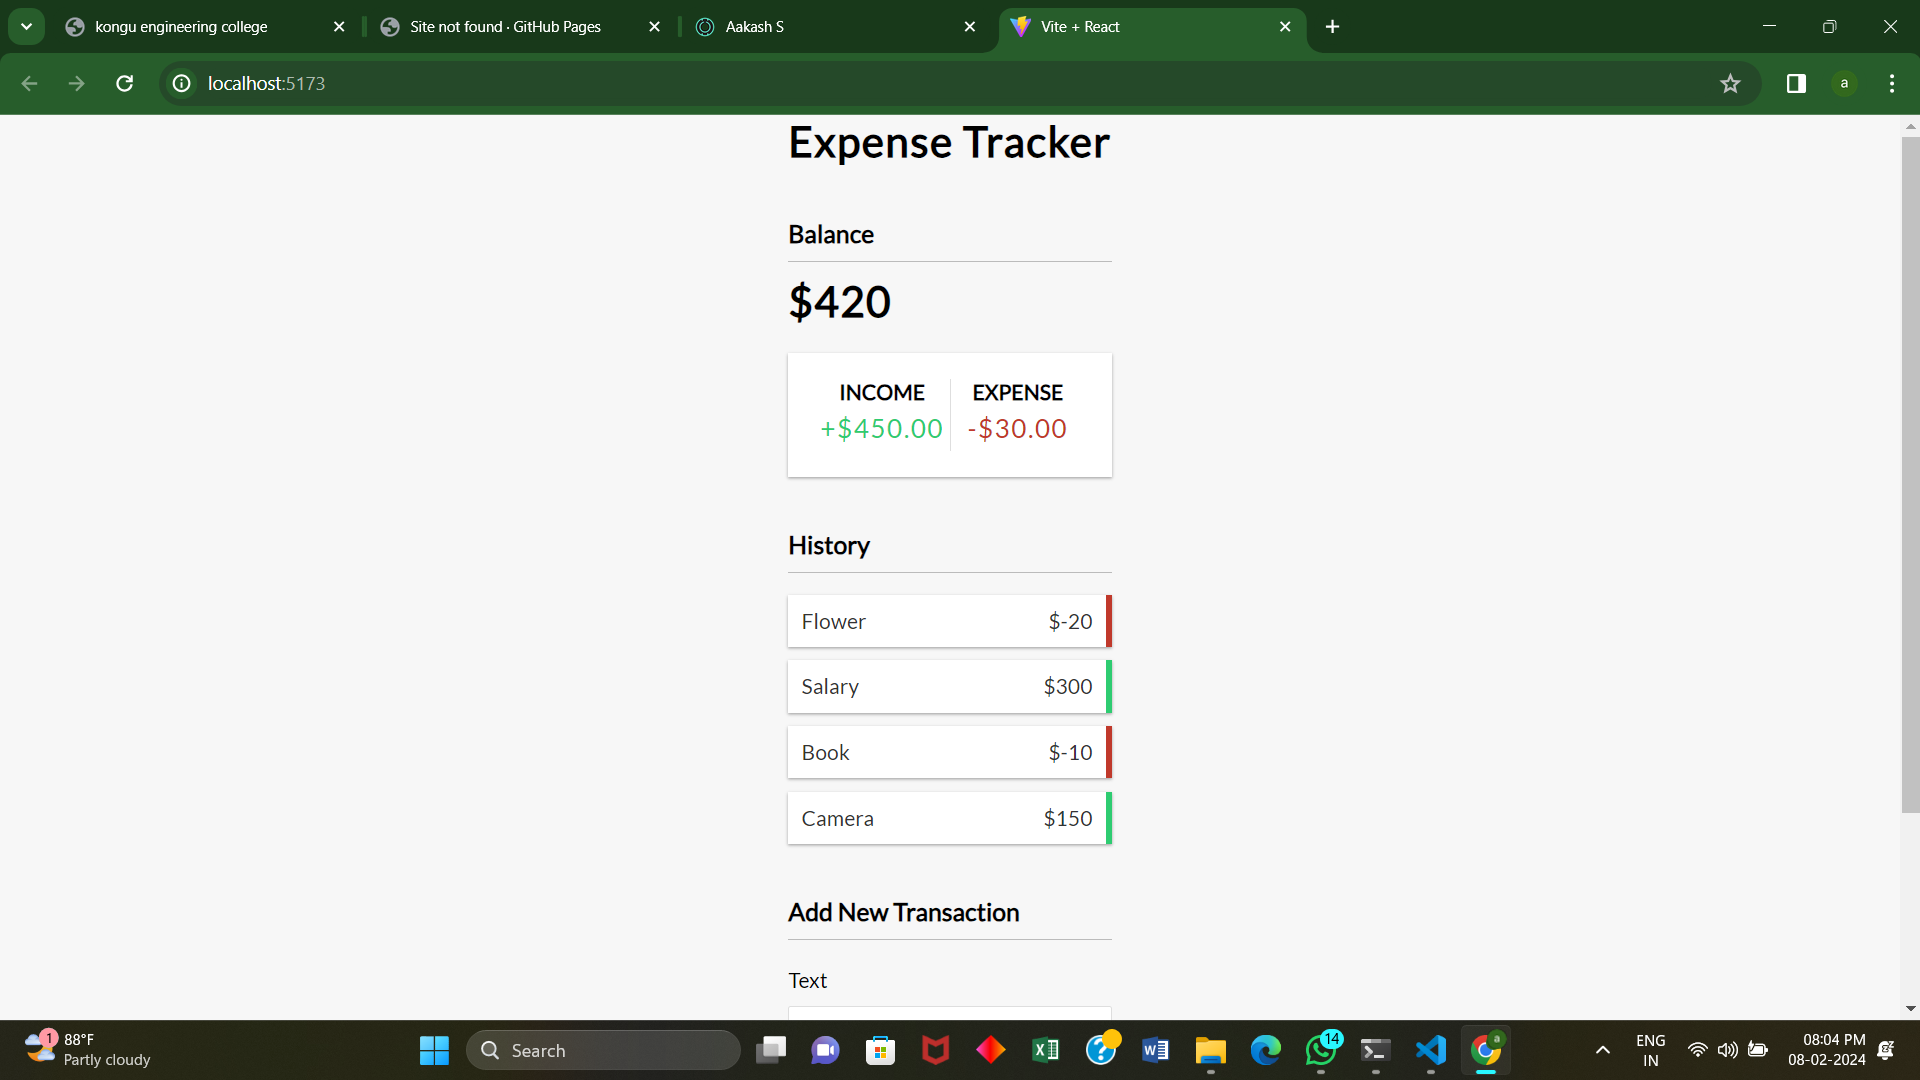 kongu engineering college
Site not found · GitHub Pages
Aakash S
Vite + React
localhost:5173
a
Expense Tracker
Balance
$420
INCOME EXPENSE
+$450.00 -$30.00
History
Flower $-20
Salary $300
Book $-10
Camera $150
Add New Transaction
Text
1
88°F
Partly cloudy
Search
14
a
ENG
IN
08:04 PM
08-02-2024